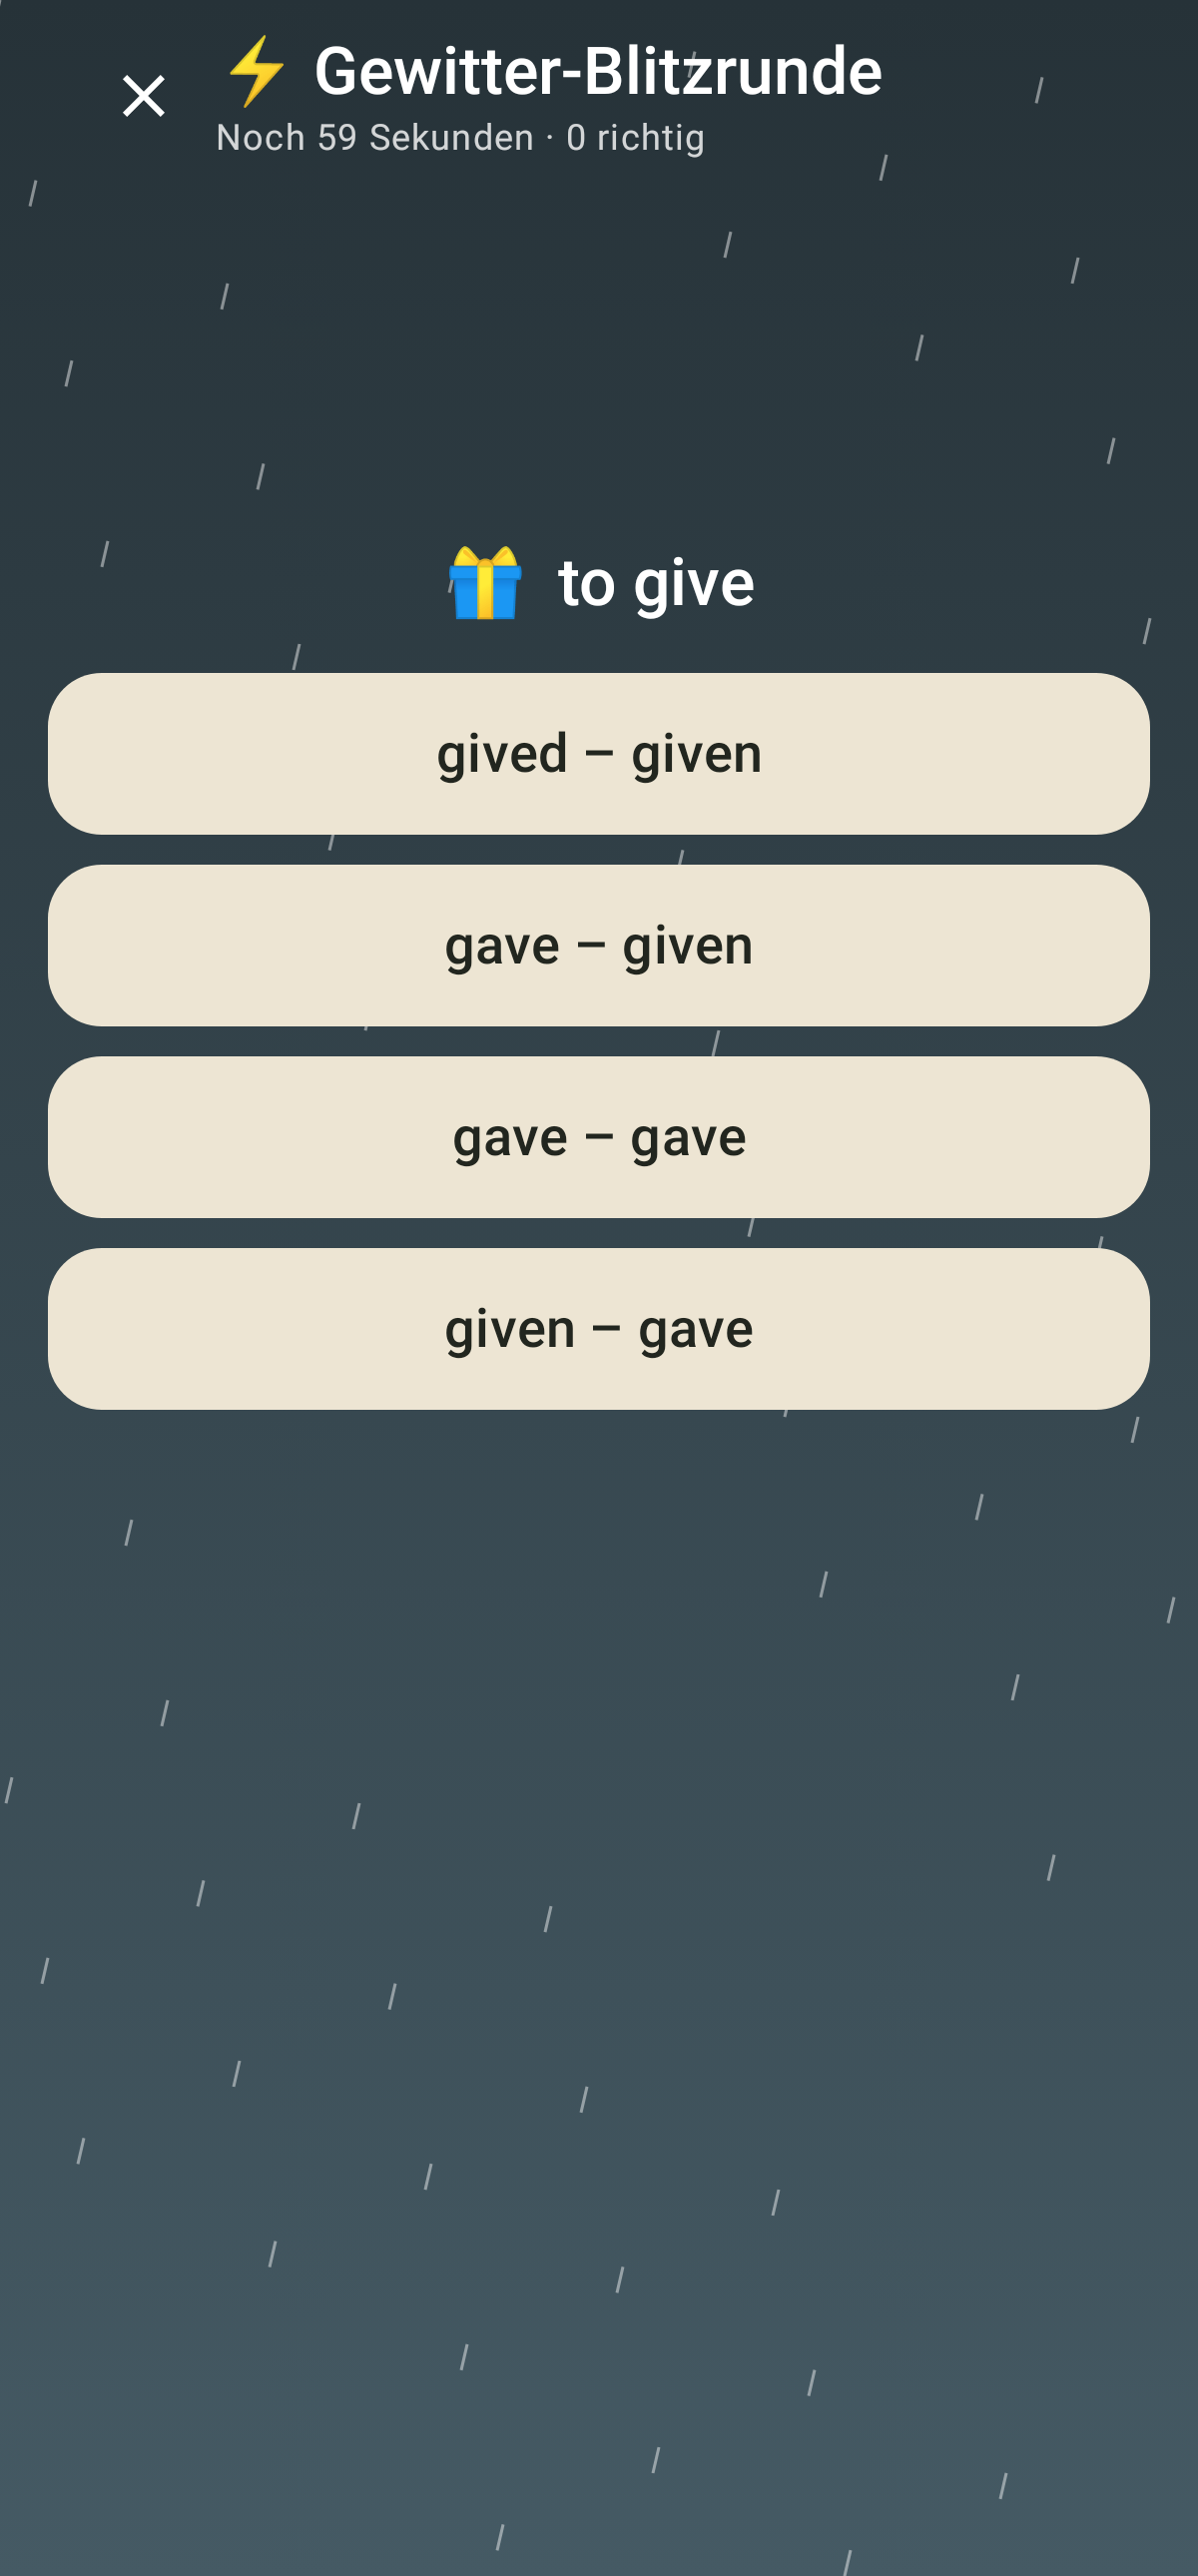 ⚡ Gewitter-Blitzrunde
Noch 59 Sekunden · 0 richtig
🎁 to give
gived – given
gave – given
gave – gave
given – gave